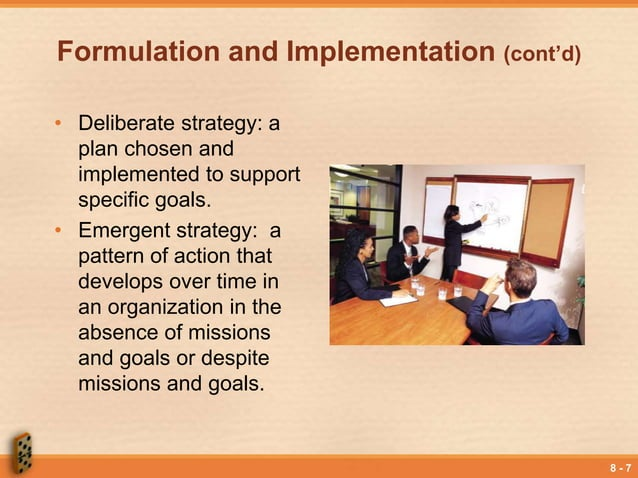 Formulation and Implementation (cont’d)
• Deliberate strategy: a
plan chosen and
implemented to support
specific goals.
• Emergent strategy:  a
pattern of action that
develops over time in
an organization in the
absence of missions
and goals or despite
missions and goals.
8 - 7